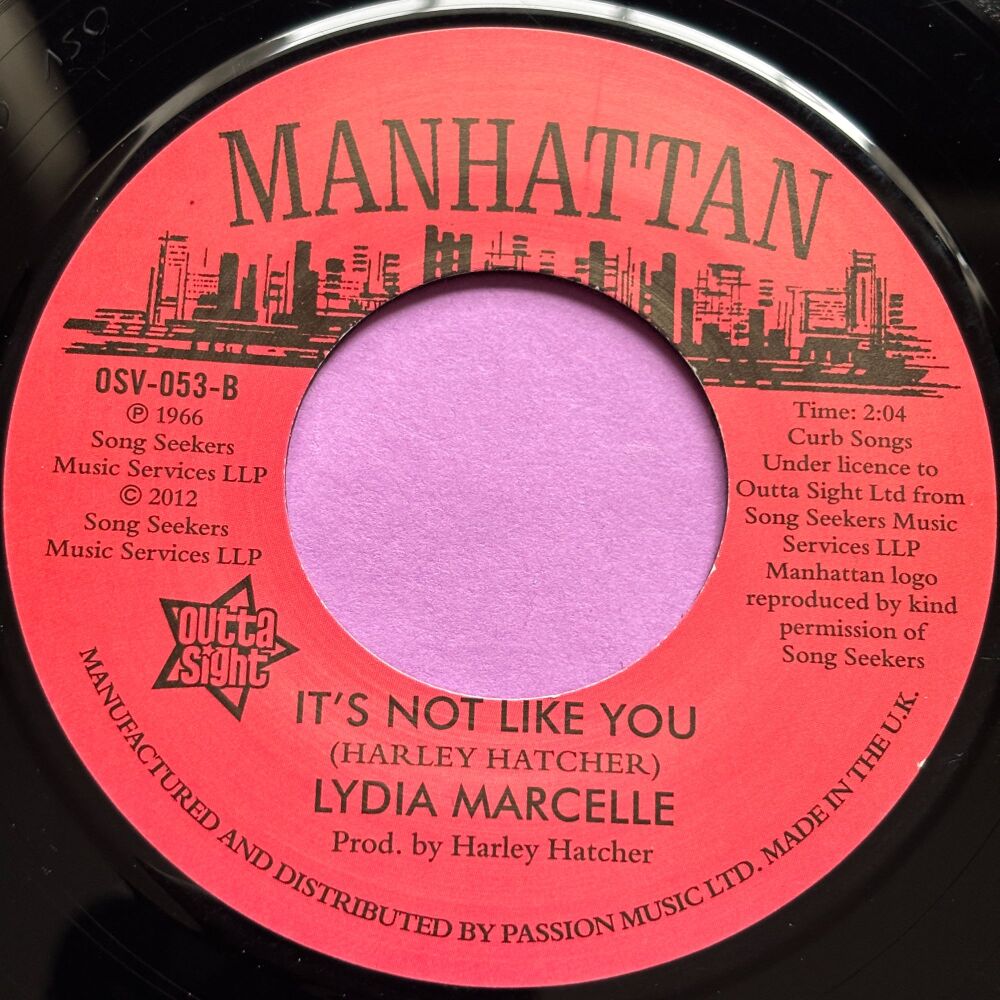 MANHATTAN
OSV-053-B
℗ 1966
Song Seekers
Music Services LLP
© 2012
Song Seekers
Music Services LLP
Time: 2:04
Curb Songs
Under licence to
Outta Sight Ltd from
Song Seekers Music
Services LLP
Manhattan logo
reproduced by kind
permission of
Song Seekers
Outta
Sight
IT'S NOT LIKE YOU
(HARLEY HATCHER)
LYDIA MARCELLE
Prod. by Harley Hatcher
MANUFACTURED AND DISTRIBUTED BY PASSION MUSIC LTD. MADE IN THE U.K.
150